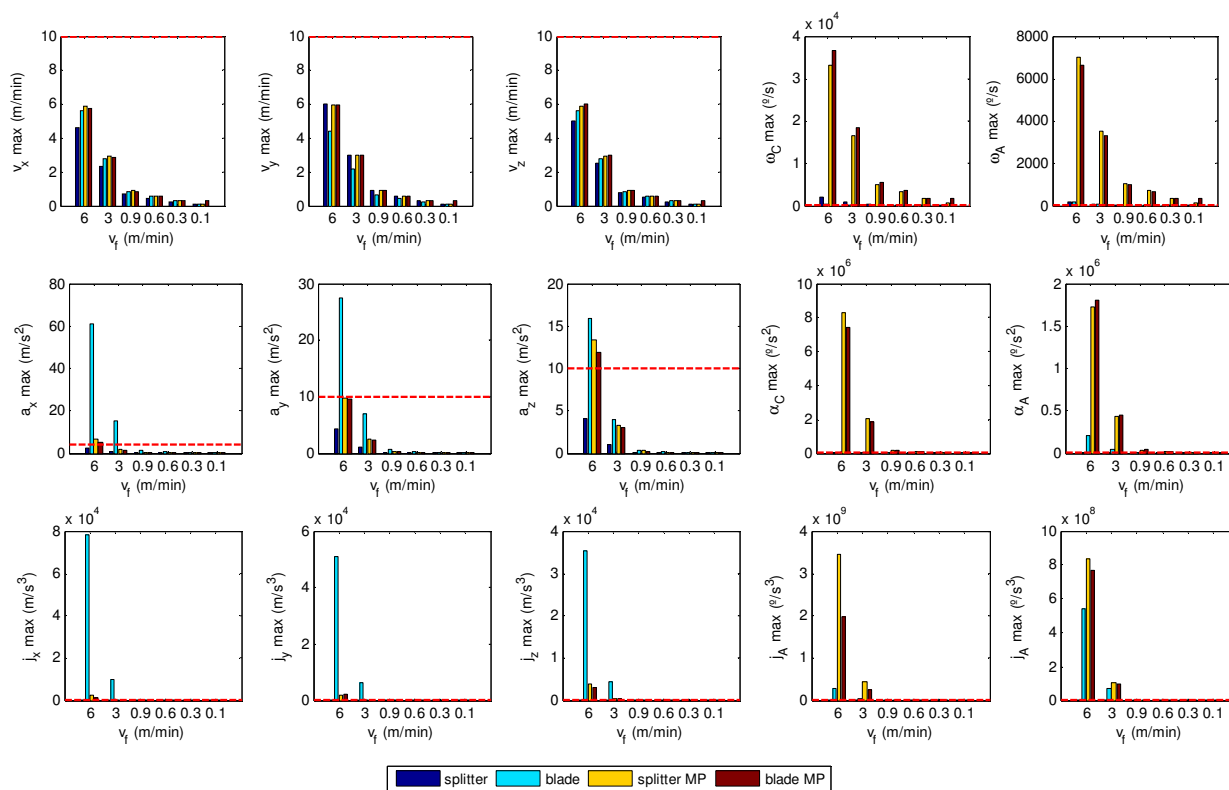 10
8
6
4
2
0
v_x max (m/min)
6 3 0.9 0.6 0.3 0.1
v_f (m/min)
10
8
6
4
2
0
v_y max (m/min)
6 3 0.9 0.6 0.3 0.1
v_f (m/min)
10
8
6
4
2
0
v_z max (m/min)
6 3 0.9 0.6 0.3 0.1
v_f (m/min)
x 10^4
4
3
2
1
0
ω_C max (º/s)
6 3 0.9 0.6 0.3 0.1
v_f (m/min)
8000
6000
4000
2000
0
ω_A max (º/s)
6 3 0.9 0.6 0.3 0.1
v_f (m/min)
80
60
40
20
0
a_x max (m/s^2)
6 3 0.9 0.6 0.3 0.1
v_f (m/min)
30
20
10
0
a_y max (m/s^2)
6 3 0.9 0.6 0.3 0.1
v_f (m/min)
20
15
10
5
0
a_z max (m/s^2)
6 3 0.9 0.6 0.3 0.1
v_f (m/min)
x 10^6
10
8
6
4
2
0
α_C max (º/s^2)
6 3 0.9 0.6 0.3 0.1
v_f (m/min)
x 10^6
2
1.5
1
0.5
0
α_A max (º/s^2)
6 3 0.9 0.6 0.3 0.1
v_f (m/min)
x 10^4
8
6
4
2
0
j_x max (m/s^3)
6 3 0.9 0.6 0.3 0.1
v_f (m/min)
x 10^4
6
4
2
0
j_y max (m/s^3)
6 3 0.9 0.6 0.3 0.1
v_f (m/min)
x 10^4
4
3
2
1
0
j_z max (m/s^3)
6 3 0.9 0.6 0.3 0.1
v_f (m/min)
x 10^9
4
3
2
1
0
j_A max (º/s^3)
6 3 0.9 0.6 0.3 0.1
v_f (m/min)
x 10^8
10
8
6
4
2
0
j_A max (º/s^3)
6 3 0.9 0.6 0.3 0.1
v_f (m/min)
splitter blade splitter MP blade MP